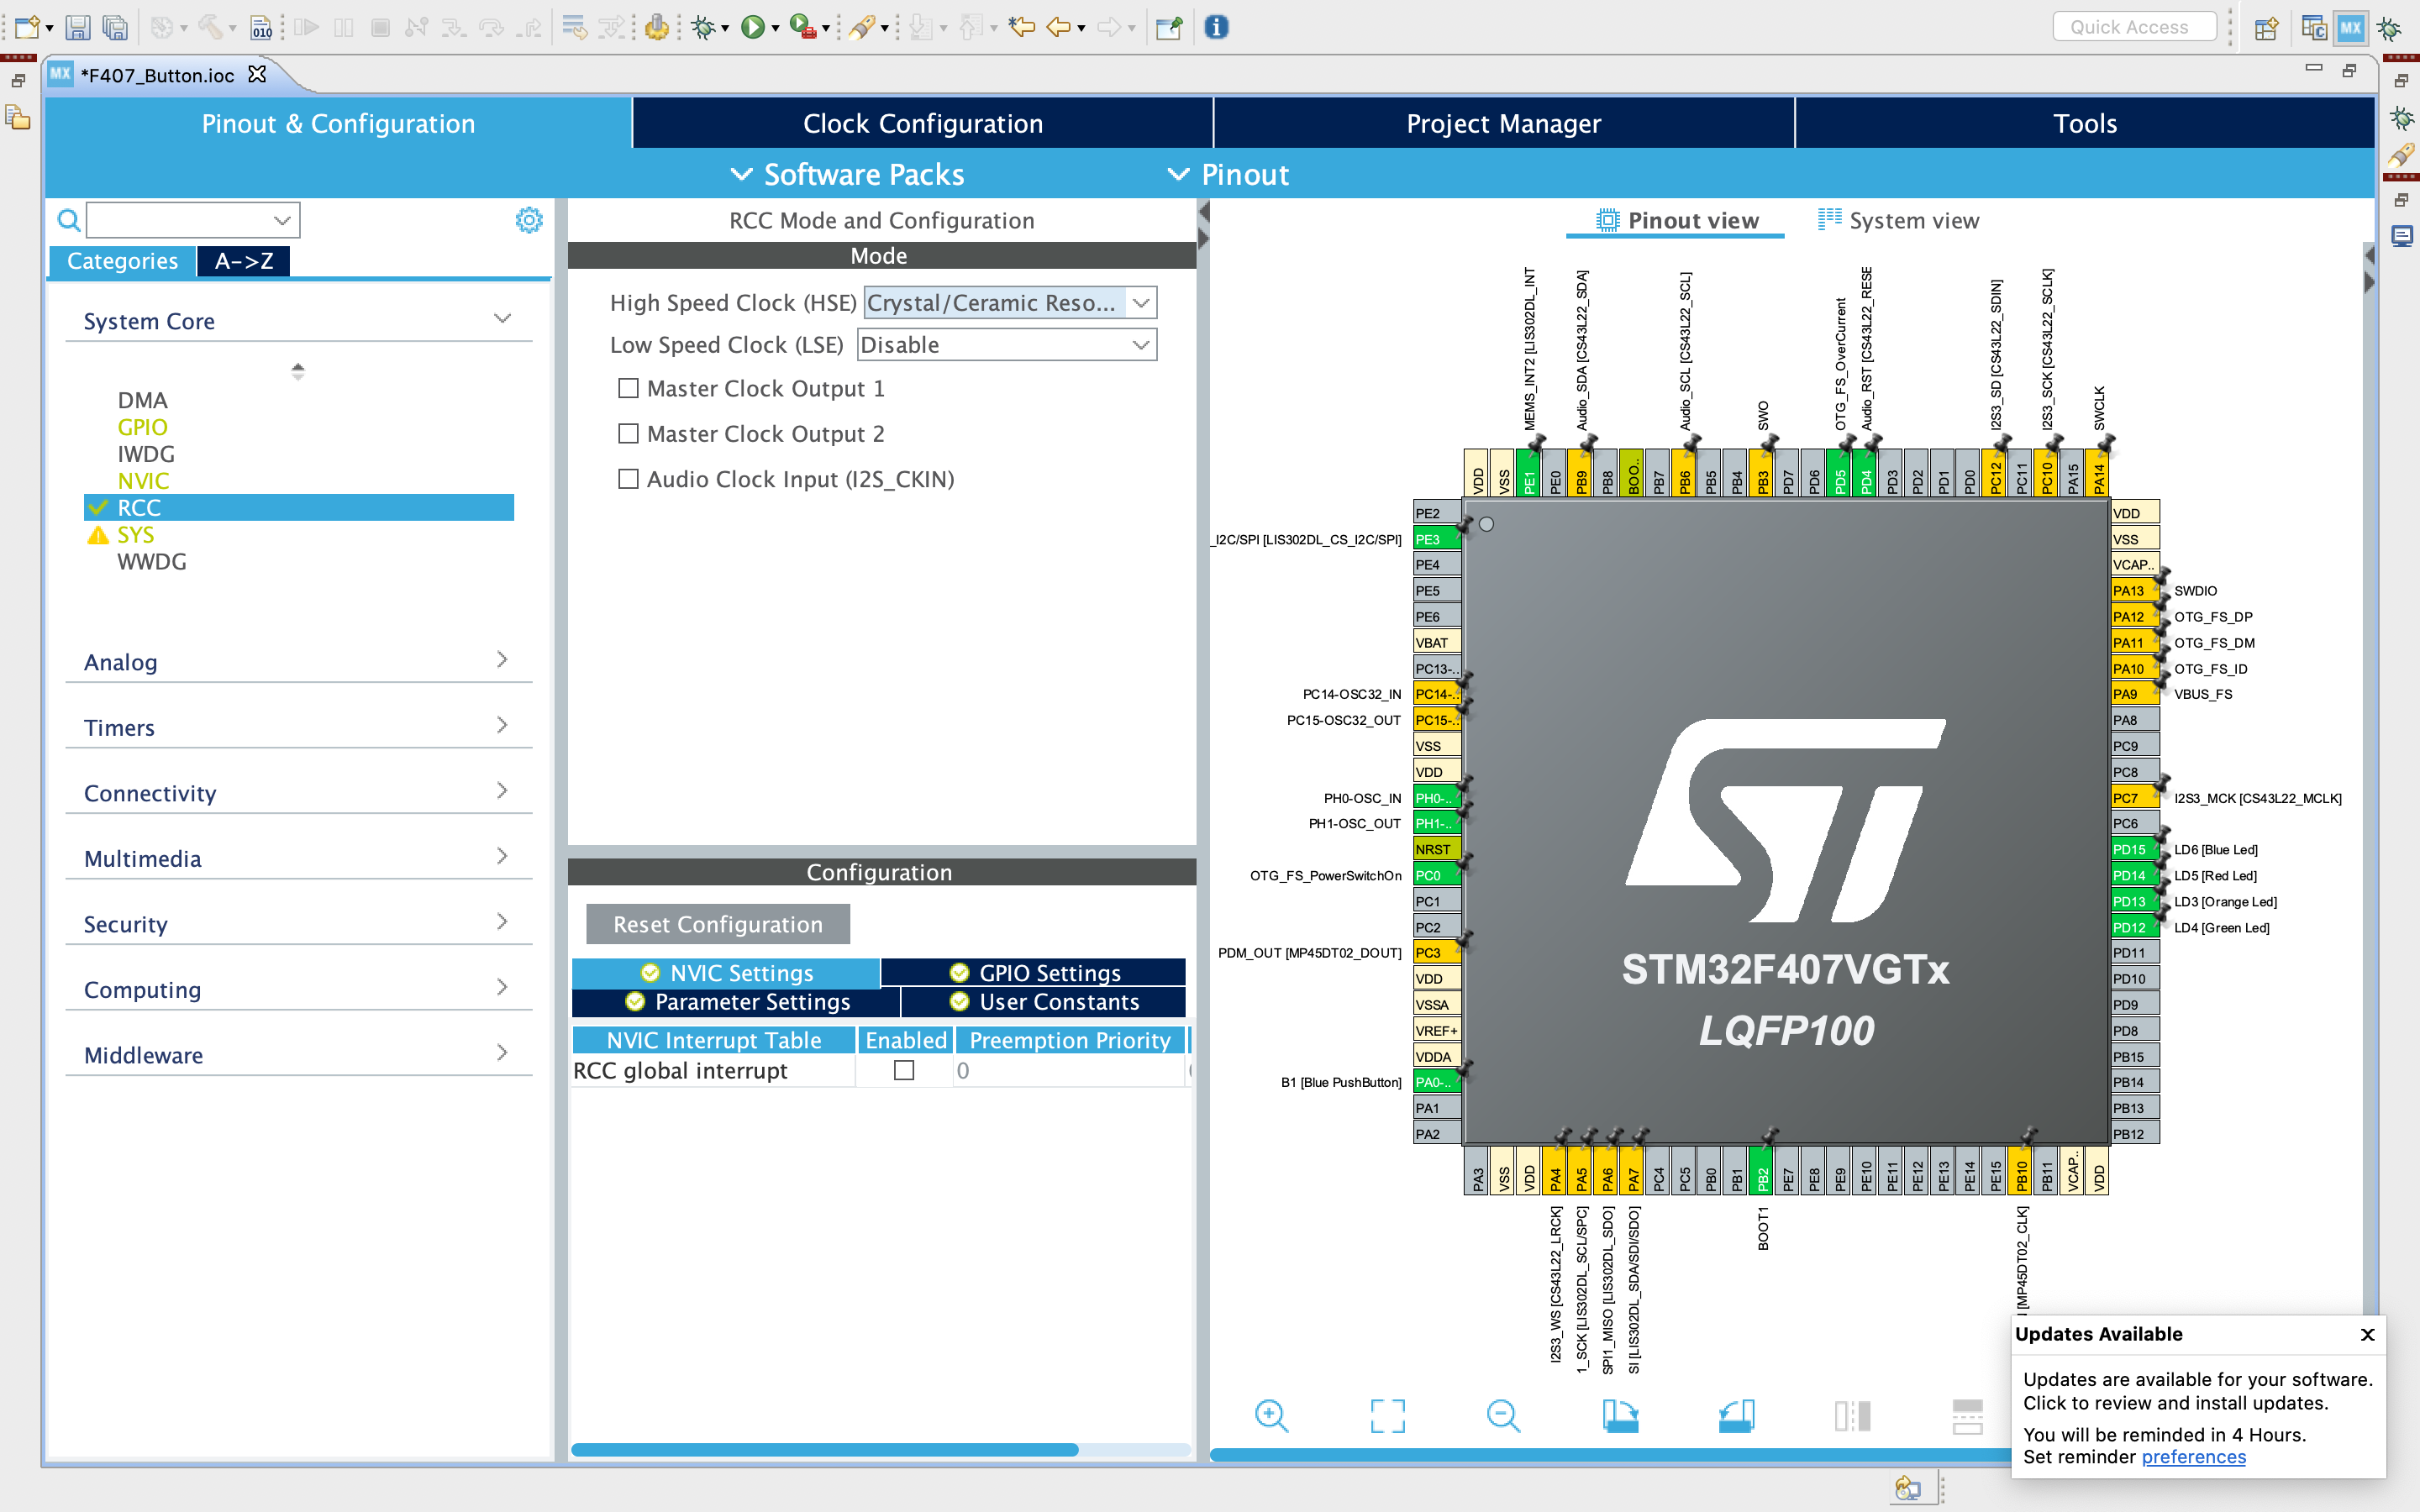 010
Quick Access
MX
MX *F407_Button.ioc
Pinout & Configuration
Clock Configuration
Project Manager
Tools
Software Packs
Pinout
Categories
A->Z
System Core
DMA
GPIO
IWDG
NVIC
RCC
SYS
WWDG
Analog
Timers
Connectivity
Multimedia
Security
Computing
Middleware
RCC Mode and Configuration
Mode
High Speed Clock (HSE) Crystal/Ceramic Reso...
Low Speed Clock (LSE) Disable
Master Clock Output 1
Master Clock Output 2
Audio Clock Input (I2S_CKIN)
Configuration
Reset Configuration
NVIC Settings
GPIO Settings
Parameter Settings
User Constants
NVIC Interrupt Table Enabled Preemption Priority
RCC global interrupt 0
Pinout view
System view
MEMS_INT2 [LIS302DL_INT
Audio_SDA [CS43L22_SDA]
Audio_SCL [CS43L22_SCL]
SWO
OTG_FS_OverCurrent
Audio_RST [CS43L22_RESE
I2S3_SD [CS43L22_SDIN]
I2S3_SCK [CS43L22_SCLK]
SWCLK
VDD
VSS
PE1
PE0
PB9
PB8
BOO..
PB7
PB6
PB5
PB4
PB3
PD7
PD6
PD5
PD4
PD3
PD2
PD1
PD0
PC12
PC11
PC10
PA15
PA14
PE2
_I2C/SPI [LIS302DL_CS_I2C/SPI] PE3
PE4
PE5
PE6
VBAT
PC13-..
PC14-OSC32_IN PC14-..
PC15-OSC32_OUT PC15-..
VSS
VDD
PH0-OSC_IN PH0-..
PH1-OSC_OUT PH1-..
NRST
OTG_FS_PowerSwitchOn PC0
PC1
PC2
PDM_OUT [MP45DT02_DOUT] PC3
VDD
VSSA
VREF+
VDDA
B1 [Blue PushButton] PA0-..
PA1
PA2
STM32F407VGTx
LQFP100
VDD
VSS
VCAP..
PA13 SWDIO
PA12 OTG_FS_DP
PA11 OTG_FS_DM
PA10 OTG_FS_ID
PA9 VBUS_FS
PA8
PC9
PC8
PC7 I2S3_MCK [CS43L22_MCLK]
PC6
PD15 LD6 [Blue Led]
PD14 LD5 [Red Led]
PD13 LD3 [Orange Led]
PD12 LD4 [Green Led]
PD11
PD10
PD9
PD8
PB15
PB14
PB13
PB12
PA3
VSS
VDD
PA4
PA5
PA6
PA7
PC4
PC5
PB0
PB1
PB2
PE7
PE8
PE9
PE10
PE11
PE12
PE13
PE14
PE15
PB10
PB11
VCAP..
VDD
I2S3_WS [CS43L22_LRCK]
1_SCK [LIS302DL_SCL/SPC]
SPI1_MISO [LIS302DL_SDO]
SI [LIS302DL_SDA/SDI/SDO]
BOOT1
[MP45DT02_CLK]
Updates Available
Updates are available for your software.
Click to review and install updates.
You will be reminded in 4 Hours.
Set reminder preferences